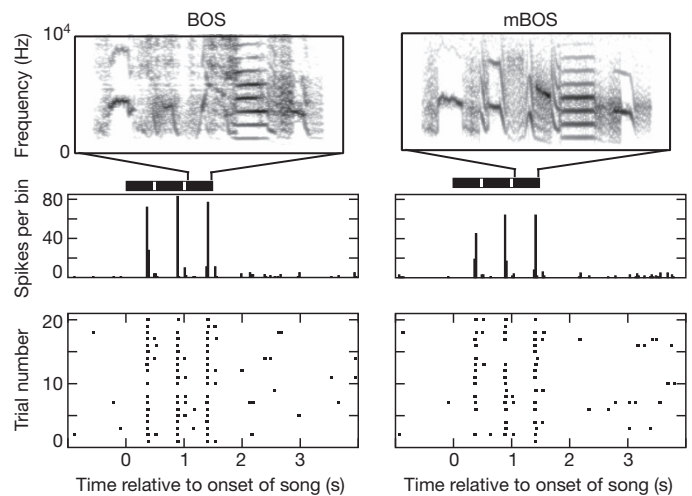 BOS
mBOS
Frequency (Hz)
10⁴
0
Spikes per bin
80
40
0
Trial number
20
10
0
0 1 2 3
0 1 2 3
Time relative to onset of song (s)
Time relative to onset of song (s)